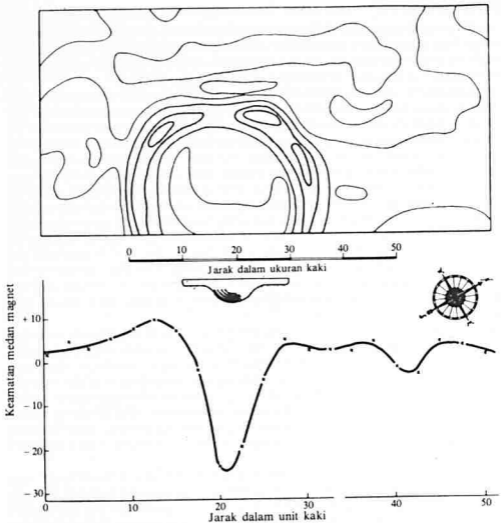 0 10 20 30 40 50
Jarak dalam ukuran kaki
Keamatan medan magnet
+ 10
0
- 10
- 20
- 30
0 10 20 30 40 50
Jarak dalam unit kaki